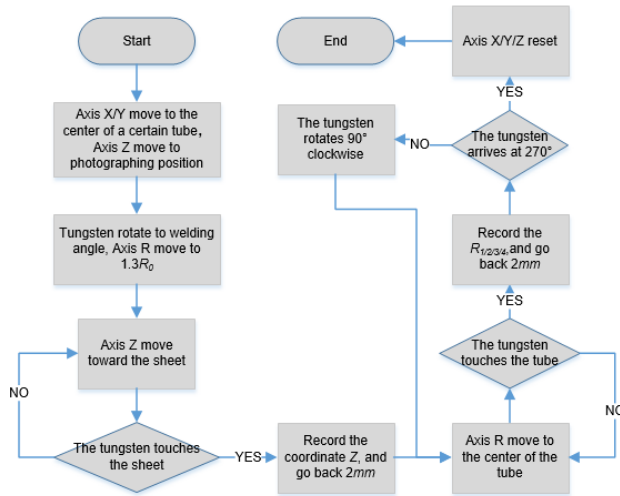 Start
Axis X/Y move to the
center of a certain tube,
Axis Z move to
photographing position
Tungsten rotate to welding
angle, Axis R move to
1.3R0
Axis Z move
toward the sheet
NO
The tungsten touches
the sheet
YES
Record the
coordinate Z, and
go back 2mm
Axis R move to
the center of the
tube
NO
The tungsten
touches the tube
YES
Record the
R1/2/3/4,and go
back 2mm
The tungsten
arrives at 270°
NO
The tungsten
rotates 90°
clockwise
YES
Axis X/Y/Z reset
End